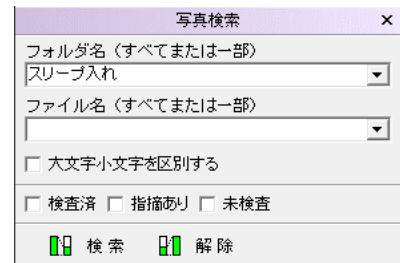 写真検索
フォルダ名（すべてまたは一部）
スリーブ入れ
ファイル名（すべてまたは一部）
大文字小文字を区別する
検査済 指摘あり 未検査
検索 解除